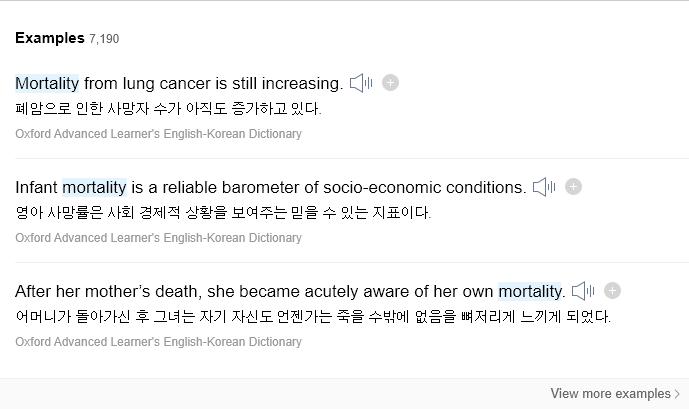 Examples 7,190
Mortality from lung cancer is still increasing.
폐암으로 인한 사망자 수가 아직도 증가하고 있다.
Oxford Advanced Learner's English-Korean Dictionary
Infant mortality is a reliable barometer of socio-economic conditions.
영아 사망률은 사회 경제적 상황을 보여주는 믿을 수 있는 지표이다.
Oxford Advanced Learner's English-Korean Dictionary
After her mother’s death, she became acutely aware of her own mortality.
어머니가 돌아가신 후 그녀는 자기 자신도 언젠가는 죽을 수밖에 없음을 뼈저리게 느끼게 되었다.
Oxford Advanced Learner's English-Korean Dictionary
View more examples